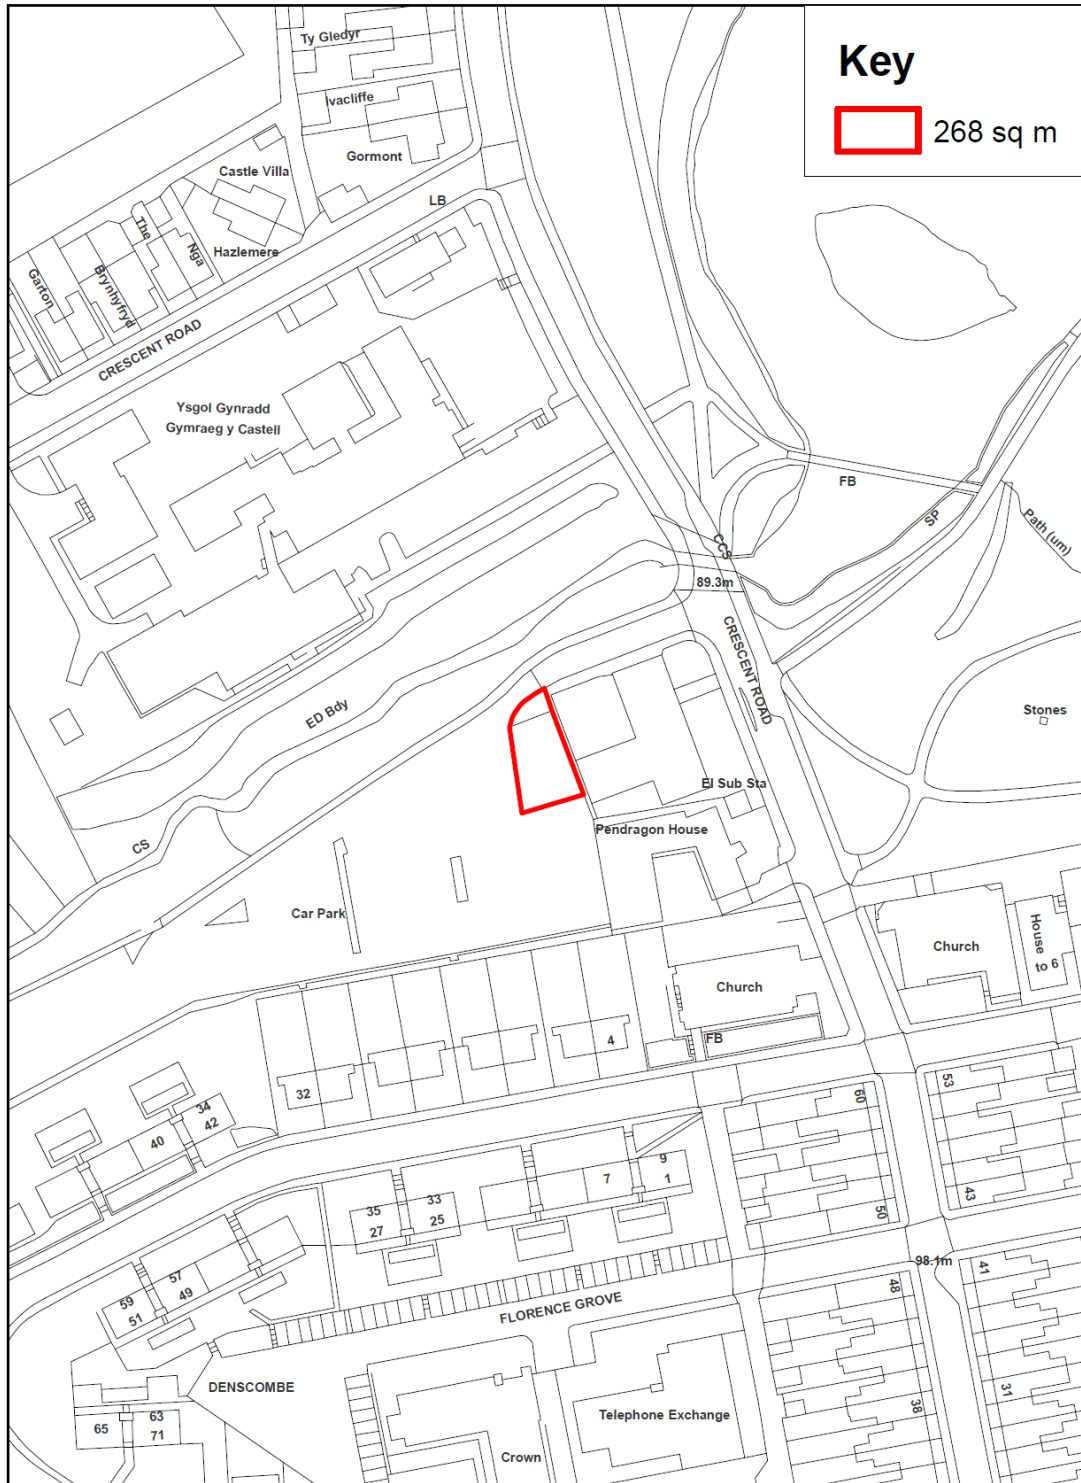 Key
268 sq m
Ty Gledyr
Ivacliffe
Gormont
Castle Villa
LB
The
Nga
Hazlemere
Garton
Brynhyfryd
CRESCENT ROAD
Ysgol Gynradd
Gymraeg y Castell
FB
SP
Path (um)
CCS
89.3m
CRESCENT ROAD
ED Bdy
Stones
El Sub Sta
Pendragon House
CS
Car Park
Church
House
to 6
Church
FB
4
32
34
42
40
60
53
9
1
7
35
27
33
25
43
50
98.1m
41
57
49
59
51
48
FLORENCE GROVE
DENSCOMBE
31
38
63
71
65
Telephone Exchange
Crown